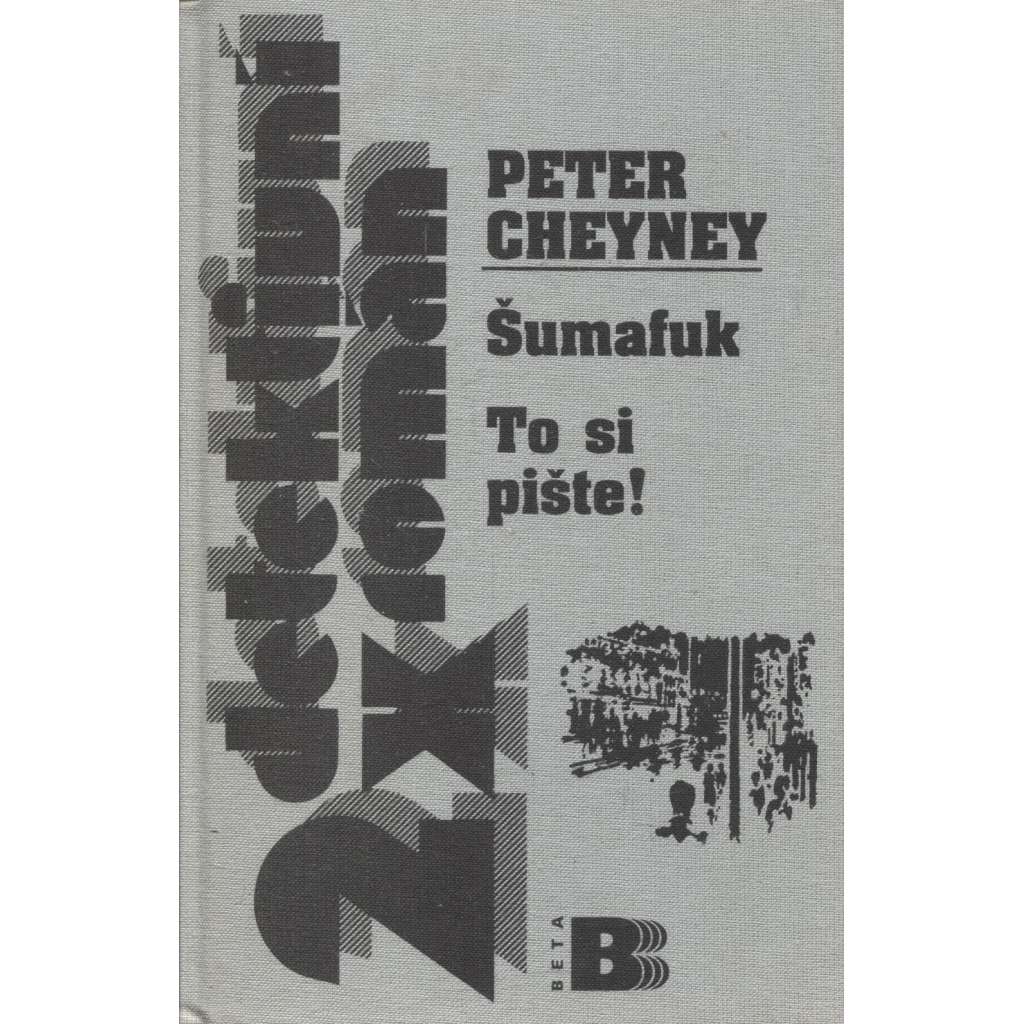 2x detektivní
román
PETER
CHEYNEY
Šumafuk
To si
pište!
BETA
B